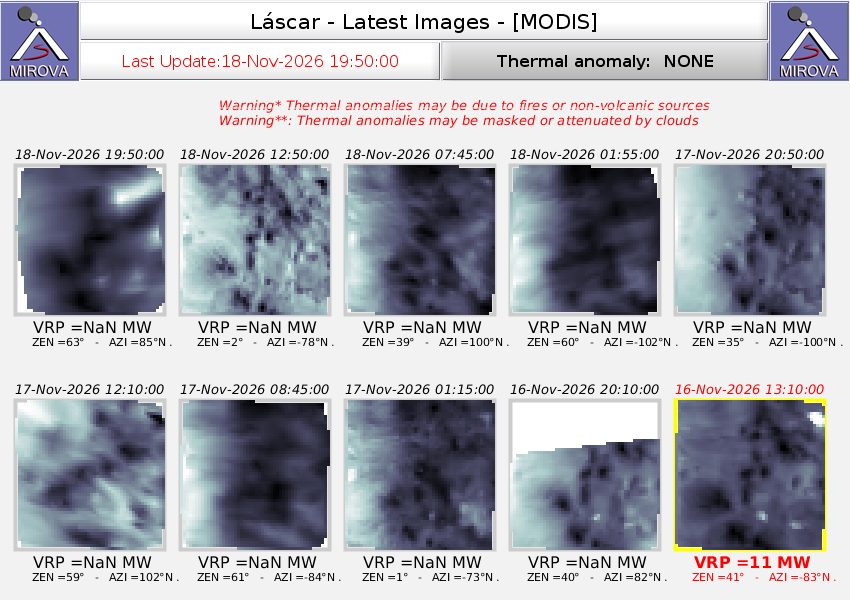 MIROVA
Láscar - Latest Images - [MODIS]
MIROVA
Last Update:18-Nov-2026 19:50:00
Thermal anomaly: NONE
Warning* Thermal anomalies may be due to fires or non-volcanic sources
Warning**: Thermal anomalies may be masked or attenuated by clouds
18-Nov-2026 19:50:00 18-Nov-2026 12:50:00 18-Nov-2026 07:45:00 18-Nov-2026 01:55:00 17-Nov-2026 20:50:00
VRP =NaN MW VRP =NaN MW VRP =NaN MW VRP =NaN MW VRP =NaN MW
ZEN =63° - AZI =85°N . ZEN =2° - AZI =-78°N . ZEN =39° - AZI =100°N . ZEN =60° - AZI =-102°N . ZEN =35° - AZI =-100°N .
17-Nov-2026 12:10:00 17-Nov-2026 08:45:00 17-Nov-2026 01:15:00 16-Nov-2026 20:10:00 16-Nov-2026 13:10:00
VRP =NaN MW VRP =NaN MW VRP =NaN MW VRP =NaN MW VRP =11 MW
ZEN =59° - AZI =102°N . ZEN =61° - AZI =-84°N . ZEN =1° - AZI =-73°N . ZEN =40° - AZI =82°N . ZEN =41° - AZI =-83°N .